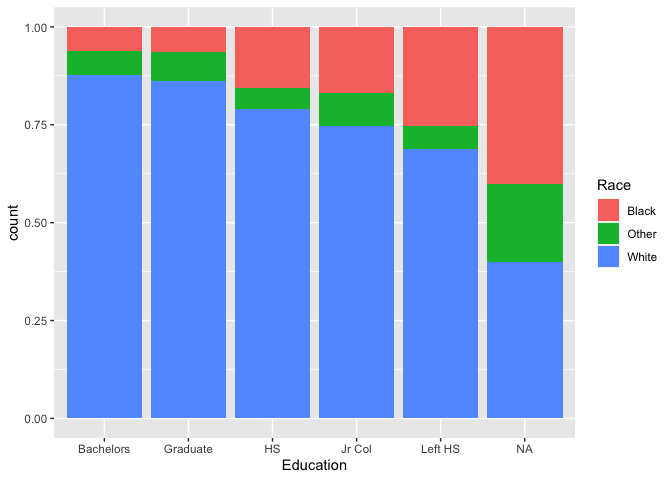 1.00
0.75
0.50
0.25
0.00
count
Bachelors Graduate HS Jr Col Left HS NA
Education
Race
Black
Other
White